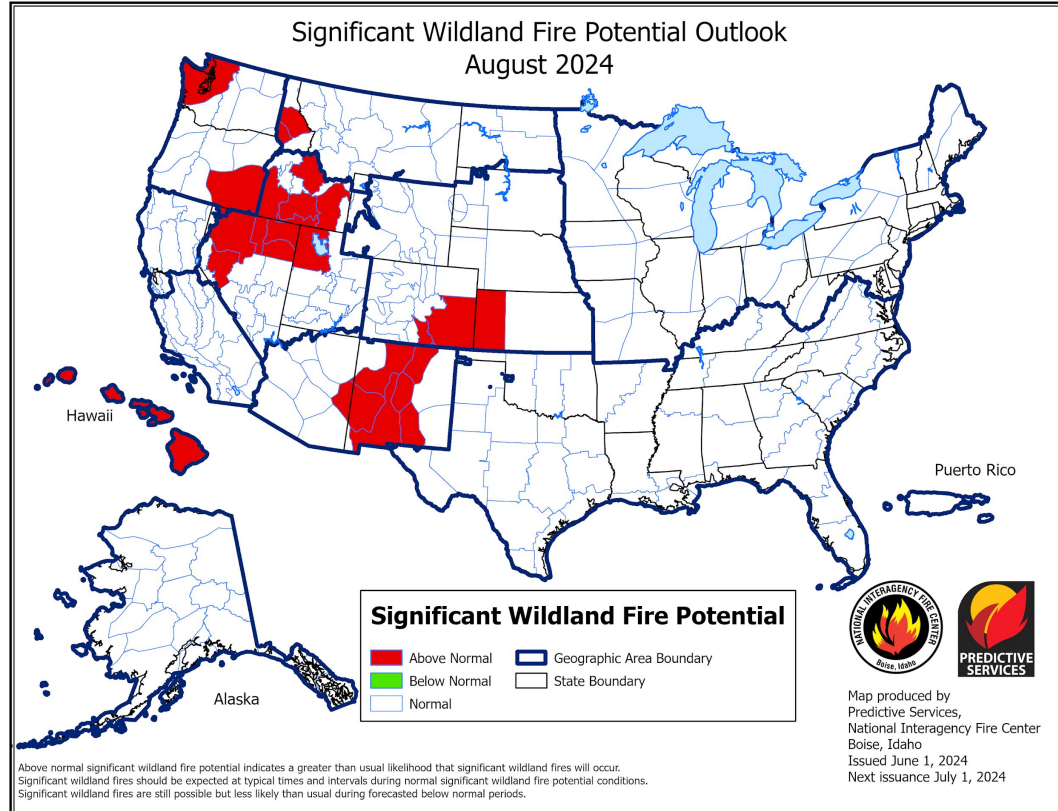 Significant Wildland Fire Potential Outlook
August 2024
Hawaii
Puerto Rico
Alaska
Significant Wildland Fire Potential
Above Normal
Below Normal
Normal
Geographic Area Boundary
State Boundary
NATIONAL INTERAGENCY FIRE CENTER
Boise, Idaho
PREDICTIVE
SERVICES
Map produced by
Predictive Services,
National Interagency Fire Center
Boise, Idaho
Issued June 1, 2024
Next issuance July 1, 2024
Above normal significant wildland fire potential indicates a greater than usual likelihood that significant wildland fires will occur.
Significant wildland fires should be expected at typical times and intervals during normal significant wildland fire potential conditions.
Significant wildland fires are still possible but less likely than usual during forecasted below normal periods.